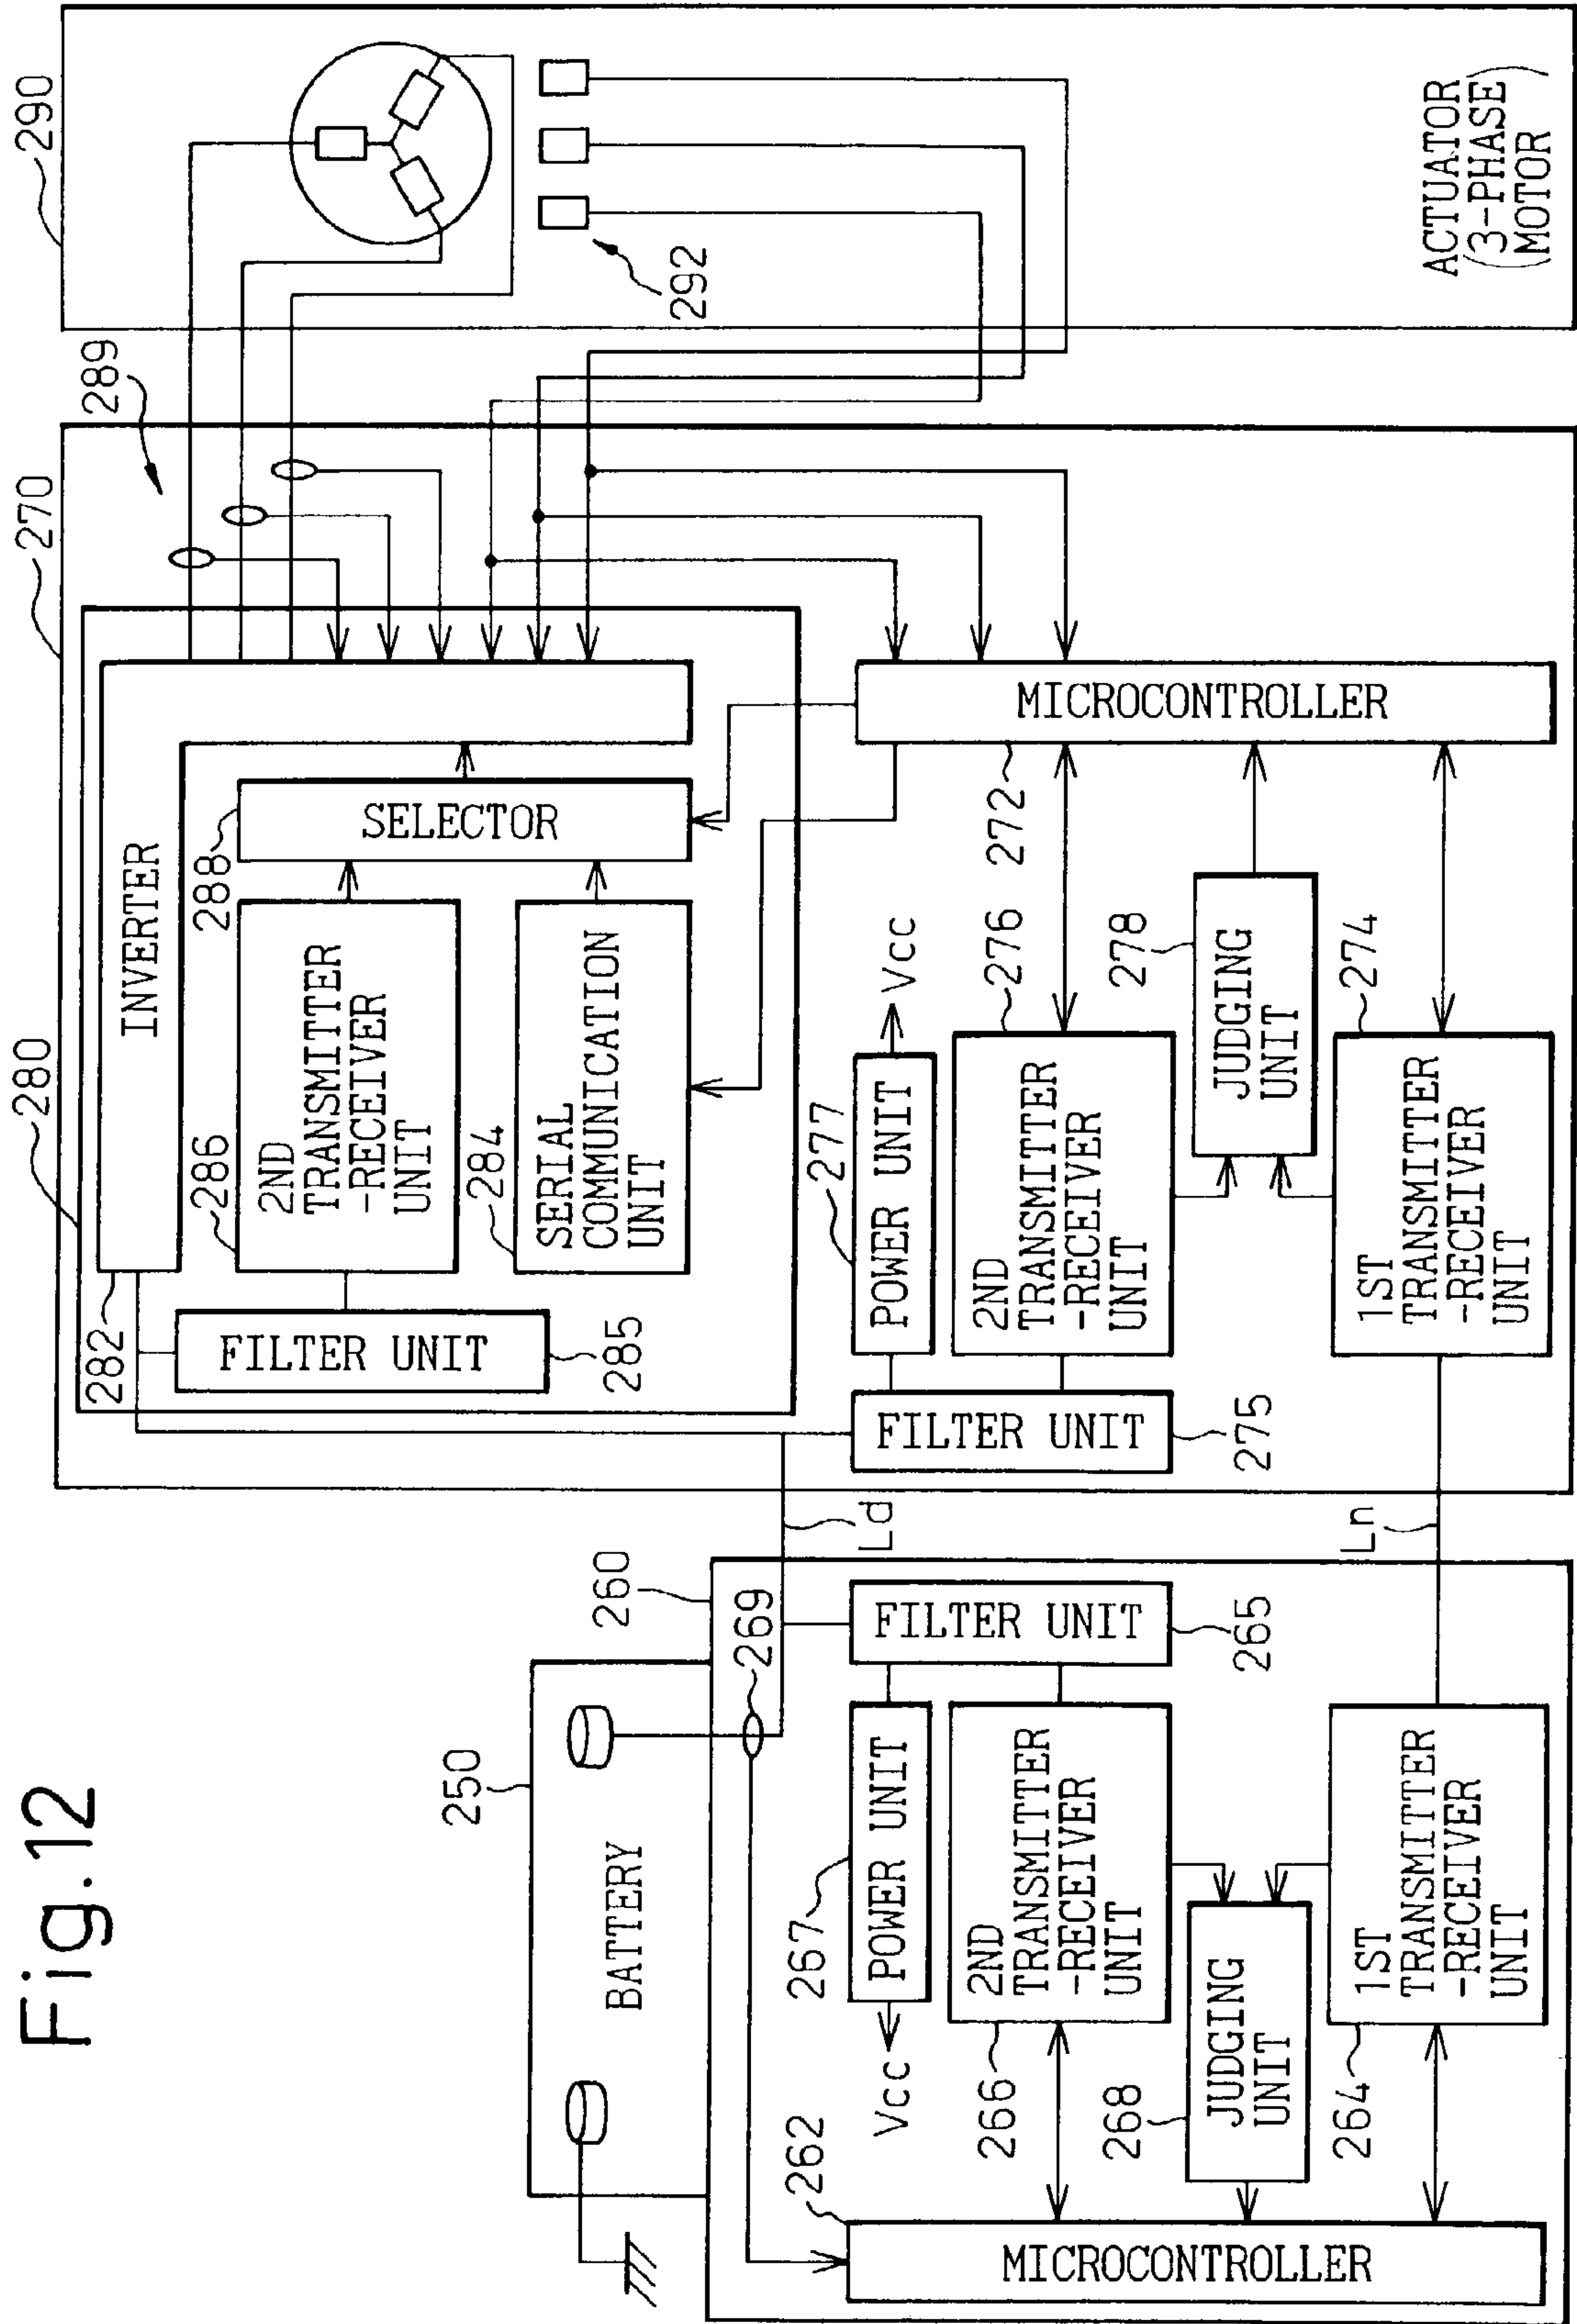 Fig.12
250
BATTERY
260
269
FILTER UNIT
265
267
POWER UNIT
Vcc
2ND
TRANSMITTER
-RECEIVER
UNIT
266
262
268
JUDGING
UNIT
1ST
TRANSMITTER
-RECEIVER
UNIT
264
MICROCONTROLLER
Ld
Ln
270
280
282
INVERTER
286
2ND
TRANSMITTER
-RECEIVER
UNIT
288
SELECTOR
284
SERIAL
COMMUNICATION
UNIT
FILTER UNIT
285
289
277
POWER UNIT
Vcc
FILTER UNIT
275
276
2ND
TRANSMITTER
-RECEIVER
UNIT
272
MICROCONTROLLER
278
JUDGING
UNIT
274
1ST
TRANSMITTER
-RECEIVER
UNIT
290
292
ACTUATOR
(3-PHASE)
(MOTOR)